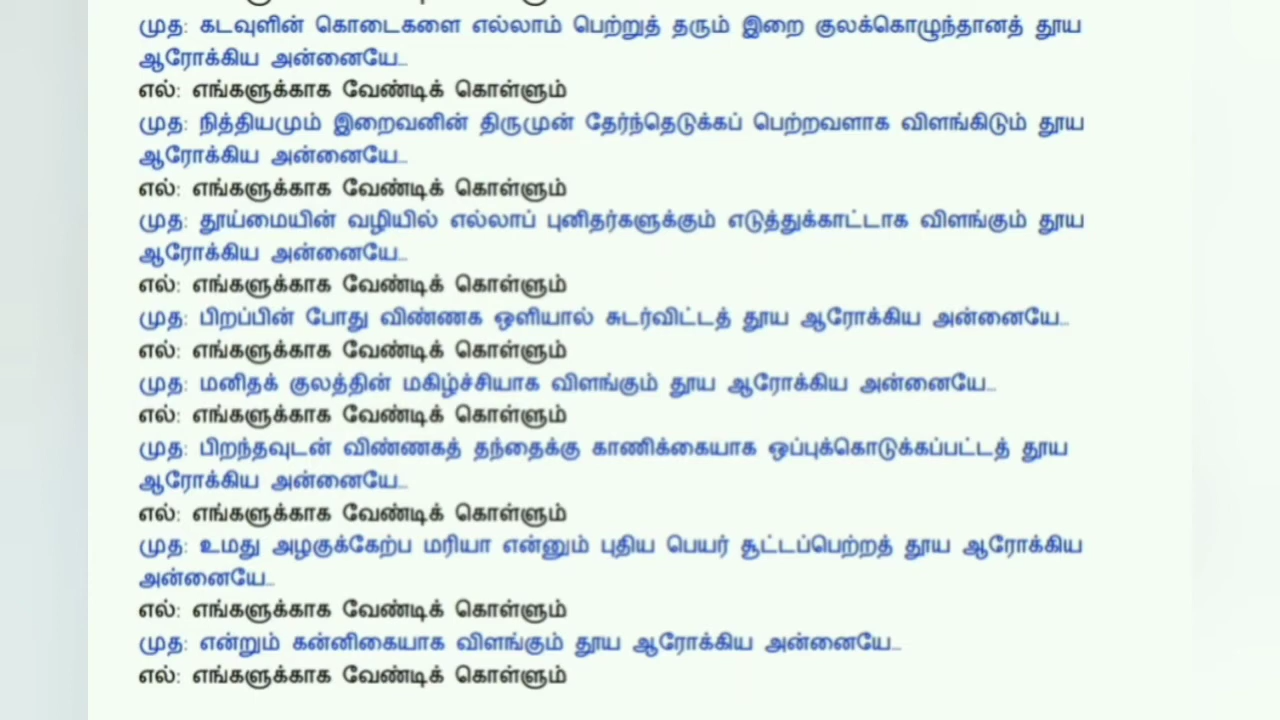 முத: கடவுளின் கொடைகளை எல்லாம் பெற்றுத் தரும் இறை குலக்கொழுந்தானத் தூய
ஆரோக்கிய அன்னையே...
எல்: எங்களுக்காக வேண்டிக் கொள்ளும்
முத: நித்தியமும் இறைவனின் திருமுன் தேர்ந்தெடுக்கப் பெற்றவளாக விளங்கிடும் தூய
ஆரோக்கிய அன்னையே...
எல்: எங்களுக்காக வேண்டிக் கொள்ளும்
முத: தூய்மையின் வழியில் எல்லாப் புனிதர்களுக்கும் எடுத்துக்காட்டாக விளங்கும் தூய
ஆரோக்கிய அன்னையே...
எல்: எங்களுக்காக வேண்டிக் கொள்ளும்
முத: பிறப்பின் போது விண்ணக ஒளியால் சுடர்விட்டத் தூய ஆரோக்கிய அன்னையே...
எல்: எங்களுக்காக வேண்டிக் கொள்ளும்
முத: மனிதக் குலத்தின் மகிழ்ச்சியாக விளங்கும் தூய ஆரோக்கிய அன்னையே...
எல்: எங்களுக்காக வேண்டிக் கொள்ளும்
முத: பிறந்தவுடன் விண்ணகத் தந்தைக்கு காணிக்கையாக ஒப்புக்கொடுக்கப்பட்டத் தூய
ஆரோக்கிய அன்னையே...
எல்: எங்களுக்காக வேண்டிக் கொள்ளும்
முத: உமது அழகுக்கேற்ப மரியா என்னும் புதிய பெயர் சூட்டப்பெற்றத் தூய ஆரோக்கிய
அன்னையே...
எல்: எங்களுக்காக வேண்டிக் கொள்ளும்
முத: என்றும் கன்னிகையாக விளங்கும் தூய ஆரோக்கிய அன்னையே...
எல்: எங்களுக்காக வேண்டிக் கொள்ளும்